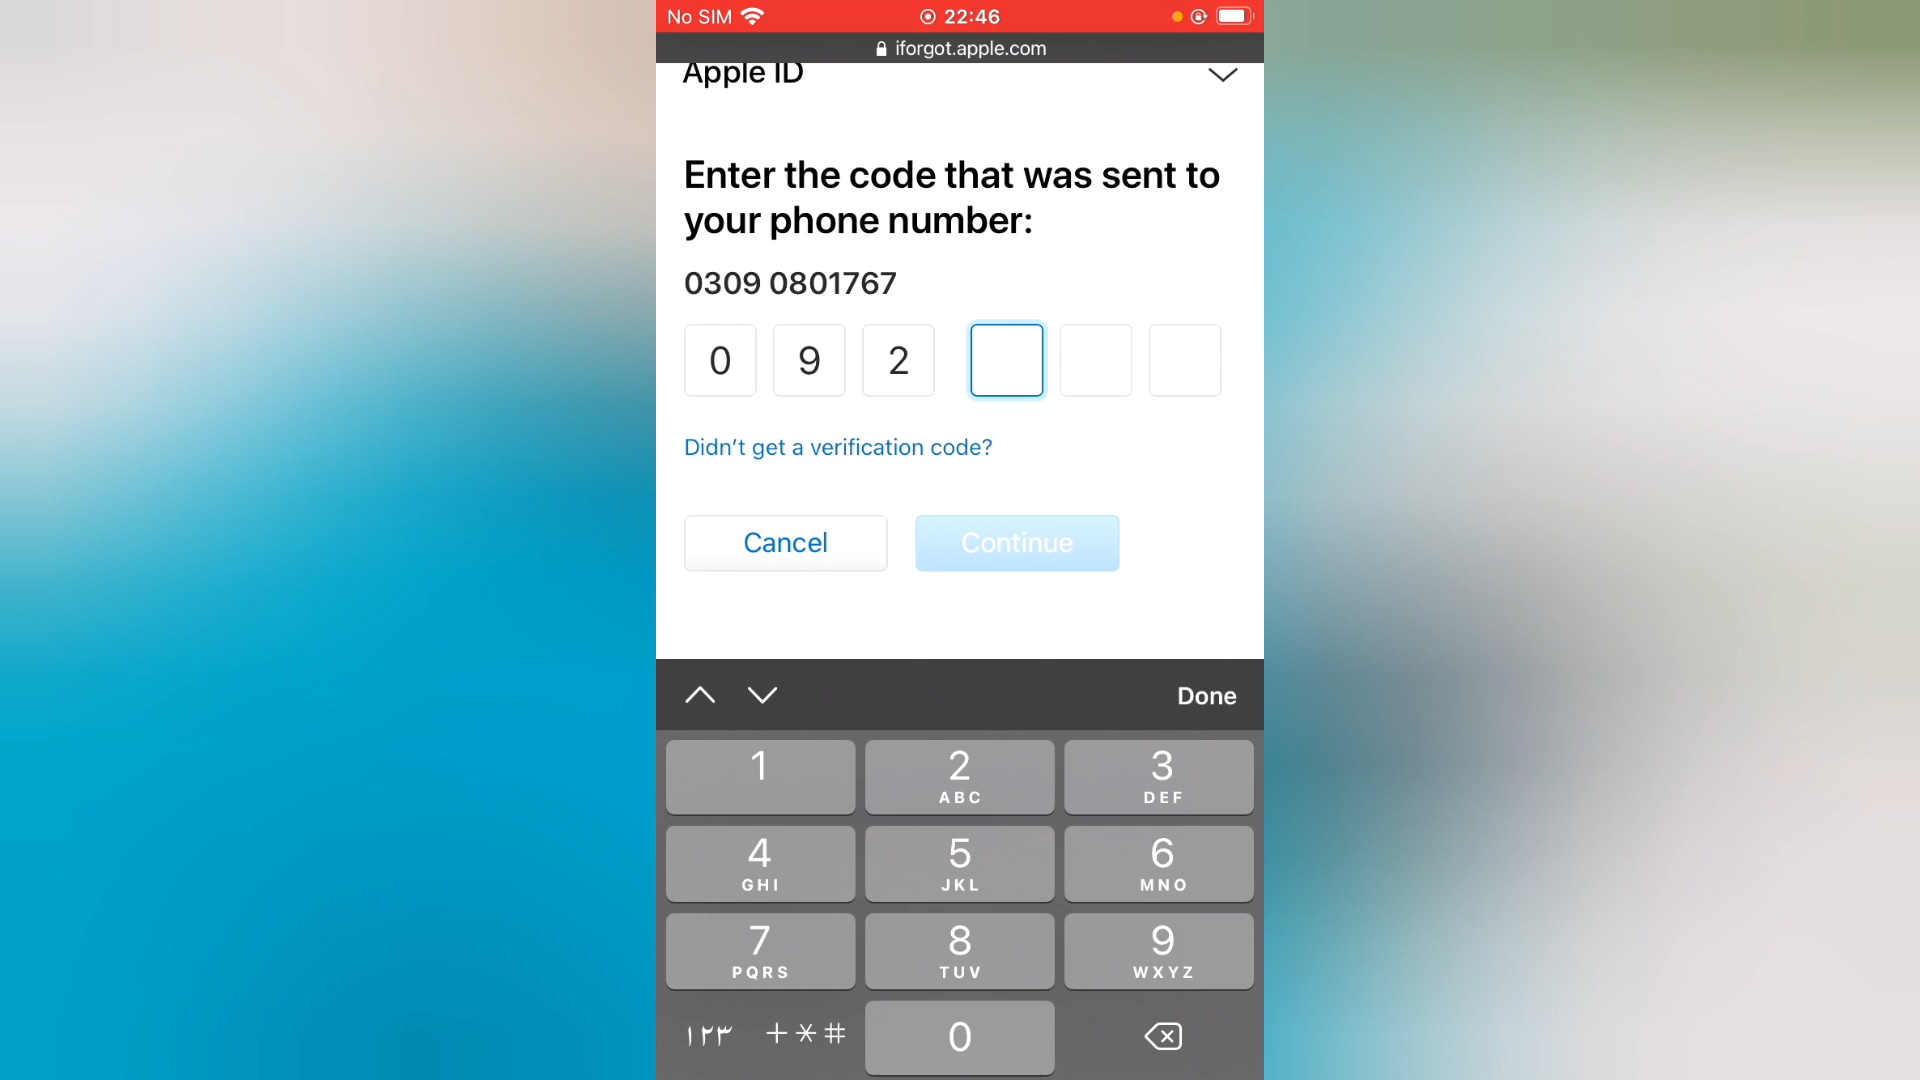 No SIM 22:46
iforgot.apple.com
Apple ID
Enter the code that was sent to
your phone number:
0309 0801767
0 9 2
Didn’t get a verification code?
Cancel Continue
Done
1 2 3
ABC DEF
4 5 6
GHI JKL MNO
7 8 9
PQRS TUV WXYZ
۱۲۳ +*# 0